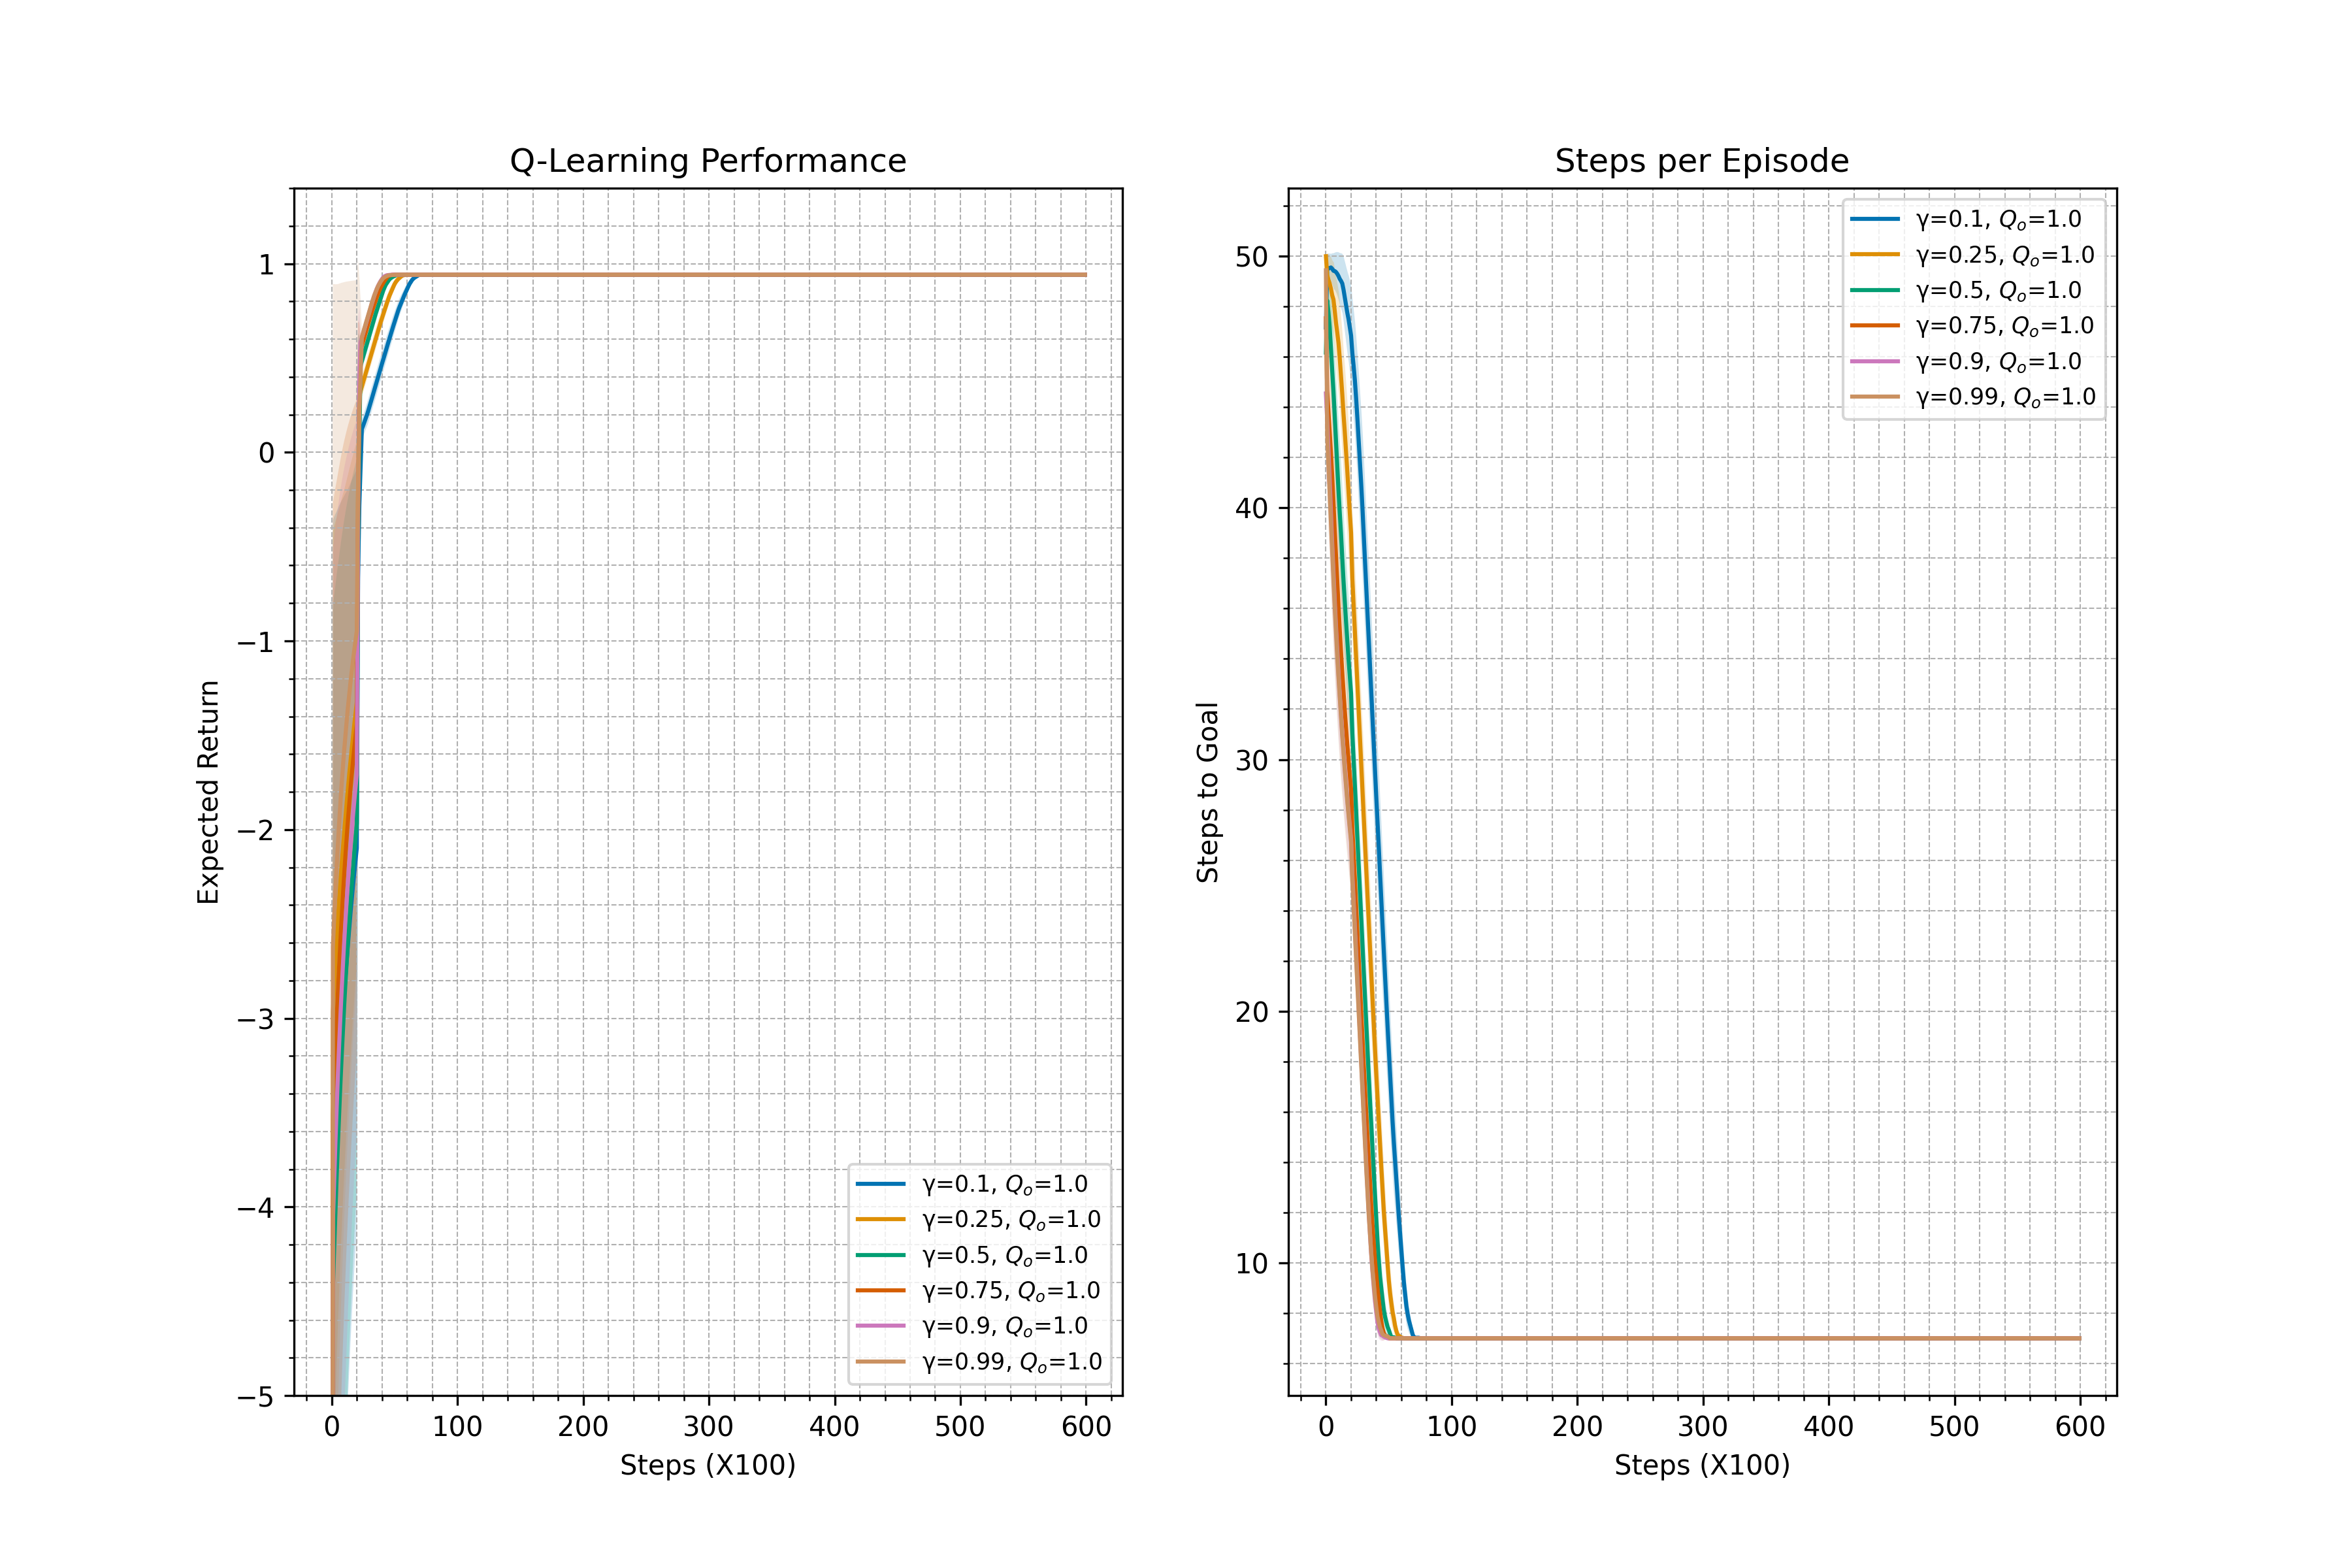 Q-Learning Performance
Expected Return
1
0
−1
−2
−3
−4
−5
0 100 200 300 400 500 600
Steps (X100)
γ=0.1, Qo=1.0
γ=0.25, Qo=1.0
γ=0.5, Qo=1.0
γ=0.75, Qo=1.0
γ=0.9, Qo=1.0
γ=0.99, Qo=1.0
Steps per Episode
Steps to Goal
50
40
30
20
10
0 100 200 300 400 500 600
Steps (X100)
γ=0.1, Qo=1.0
γ=0.25, Qo=1.0
γ=0.5, Qo=1.0
γ=0.75, Qo=1.0
γ=0.9, Qo=1.0
γ=0.99, Qo=1.0